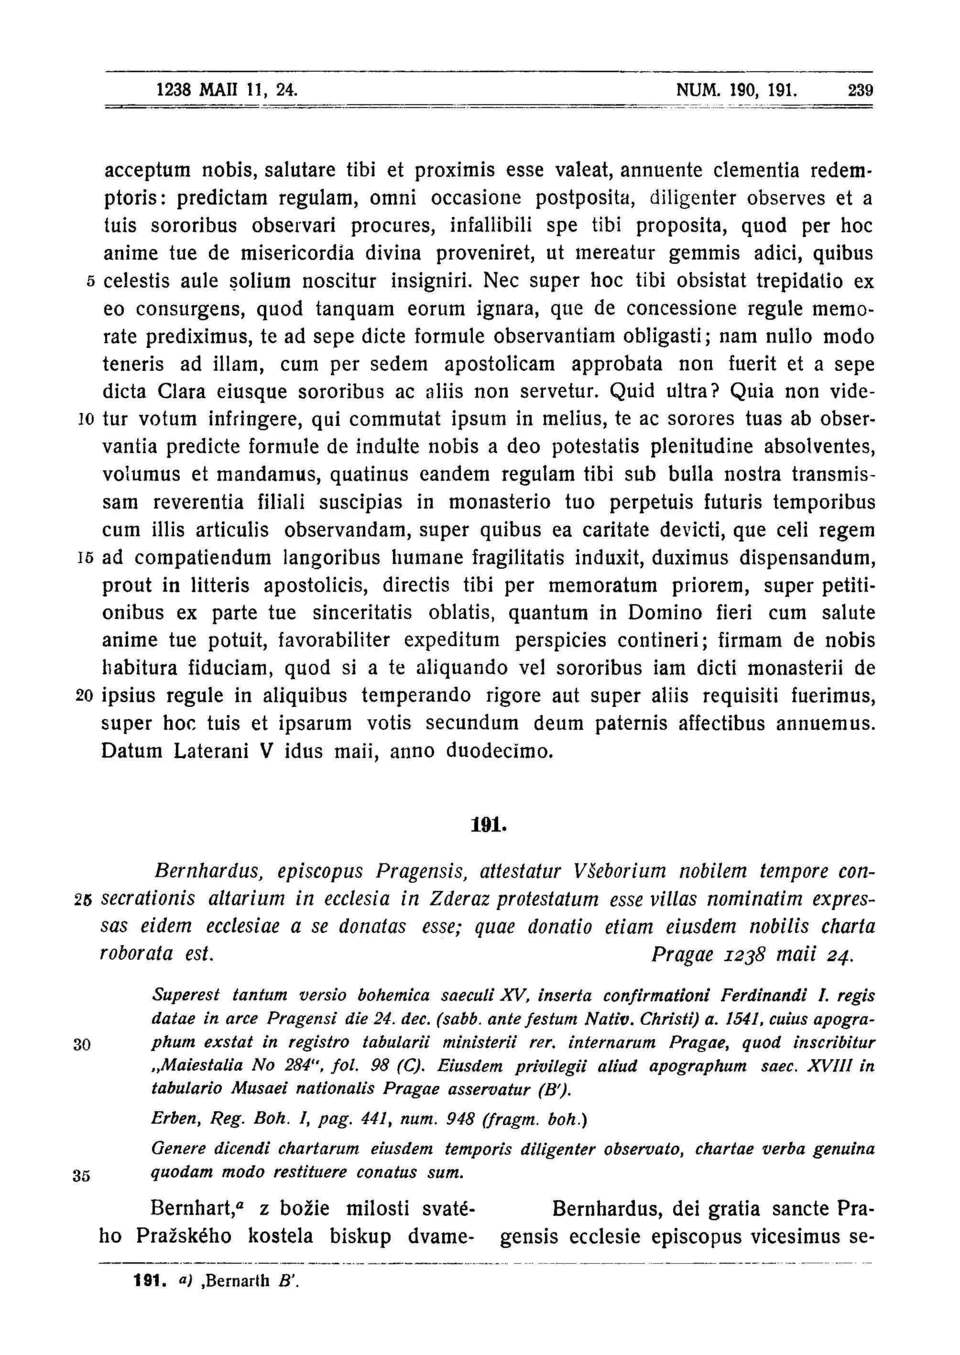 1238 MAII 11, 24. NUM. 190, 191. 239
acceptum nobis, salutare tibi et proximis esse valeat, annuente clementia redem-
ptoris: predictam regulam, omni occasione postposita, diligenter observes et a
tuis sororibus observari procures, infallibili spe tibi proposita, quod per hoc
anime tue de misericordia divina proveniret, ut mereatur gemmis adici, quibus
5 celestis aule solium noscitur insigniri. Nec super hoc tibi obsistat trepidatio ex
eo consurgens, quod tanquam eorum ignara, que de concessione regule memo-
rate prediximus, te ad sepe dicte formule observantiam obligasti; nam nullo modo
teneris ad illam, cum per sedem apostolicam approbata non fuerit et a sepe
dicta Clara eiusque sororibus ac aliis non servetur. Quid ultra? Quia non vide-
10 tur votum infringere, qui commutat ipsum in melius, te ac sorores tuas ab obser-
vantia predicte formule de indulte nobis a deo potestatis plenitudine absolventes,
volumus et mandamus, quatinus eandem regulam tibi sub bulla nostra transmis-
sam reverentia filiali suscipias in monasterio tuo perpetuis futuris temporibus
cum illis articulis observandam, super quibus ea caritate devicti, que celi regem
15 ad compatiendum langoribus humane fragilitatis induxit, duximus dispensandum,
prout in litteris apostolicis, directis tibi per memoratum priorem, super petiti-
onibus ex parte tue sinceritatis oblatis, quantum in Domino fieri cum salute
anime tue potuit, favorabiliter expeditum perspicies contineri; firmam de nobis
habitura fiduciam, quod si a te aliquando vel sororibus iam dicti monasterii de
20 ipsius regule in aliquibus temperando rigore aut super aliis requisiti fuerimus,
super hoc tuis et ipsarum votis secundum deum paternis affectibus annuemus.
Datum Laterani V idus maii, anno duodecimo.
191.
Bernhardus, episcopus Pragensis, attestatur Všeborium nobilem tempore con-
25 secrationis altarium in ecclesia in Zderaz protestatum esse villas nominatim expres-
sas eidem ecclesiae a se donatas esse; quae donatio etiam eiusdem nobilis charta
roborata est. Pragae 1238 maii 24.
Superest tantum versio bohemica saeculi XV, inserta confirmationi Ferdinandi I. regis
datae in arce Pragensi die 24. dec. (sabb. ante festum Nativ. Christi) a. 1541, cuius apogra-
30 phum exstat in registro tabularii ministerii rer. internarum Pragae, quod inscribitur
„Maiestalia No 284“, fol. 98 (C). Eiusdem privilegii aliud apographum saec. XVIII in
tabulario Musaei nationalis Pragae asservatur (B').
Erben, Reg. Boh. I, pag. 441, num. 948 (fragm. boh.)
Genere dicendi chartarum eiusdem temporis diligenter observato, chartae verba genuina
35 quodam modo restituere conatus sum.
Bernhart,ᵃ z božie milosti svaté-
ho Pražského kostela biskup dvame-
Bernhardus, dei gratia sancte Pra-
gensis ecclesie episcopus vicesimus se-
191. a) ‚Bernarth B'.